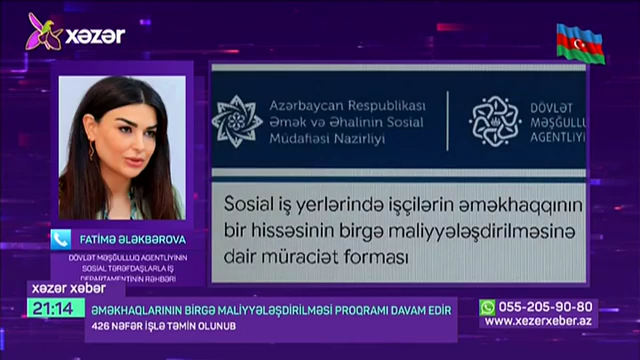 xəzər
Azərbaycan Respublikası
Əmək və Əhalinin Sosial
Müdafiəsi Nazirliyi
DÖVLƏT
MƏŞĞULLUQ
AGENTLİYİ
Sosial iş yerlərində işçilərin əməkhaqqının
bir hissəsinin birgə maliyyələşdirilməsinə
dair müraciət forması
FATİMƏ ƏLƏKBƏROVA
DÖVLƏT MƏŞĞULLUQ AGENTLİYİNİN
SOSİAL TƏRƏFDAŞLARLA İŞ
DEPARTAMENTİNİN RƏHBƏRİ
xəzər xəbər
21:14
ƏMƏKHAQLARININ BİRGƏ MALİYYƏLƏŞDİRİLMƏSİ PROQRAMI DAVAM EDİR
426 NƏFƏR İŞLƏ TƏMİN OLUNUB
055-205-90-80
www.xezerxeber.az